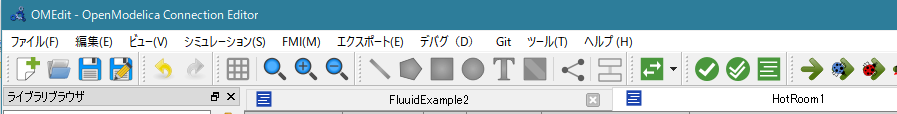 OMEdit - OpenModelica Connection Editor
ファイル(F) 編集(E) ビュー(V) シミュレーション(S) FMI(M) エクスポート(E) デバグ（D） Git ツール(T) ヘルプ(H)
T
ライブラリブラウザ FluuidExample2 HotRoom1